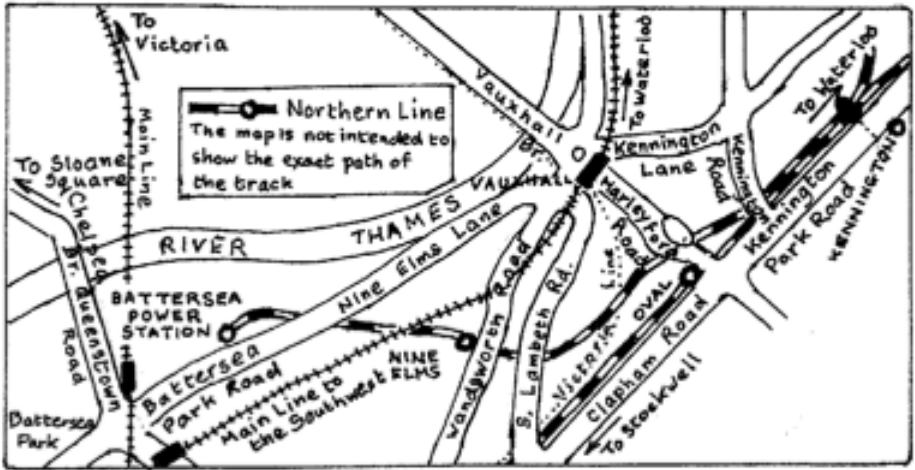 To
Victoria
Main Line
Northern Line
The map is not intended to
show the exact path of
the track
Vauxhall
Br.
To Waterloo
Kennington
Lane
Kennington
Road
To Waterloo
To Sloane
Square
Chelsea
Br.
Queenstown
Road
RIVER THAMES
VAUXHALL
Harleyford
Road
Kennington
Park Road
KENNINGTON
Nine Elms Lane
BATTERSEA
POWER
STATION
Battersea
Park Road
Main Line to
the Southwest
NINE
ELMS
Wandsworth
Road
S. Lambeth Rd.
Victoria
Line
OVAL
Clapham Road
To Stockwell
Battersea
Park